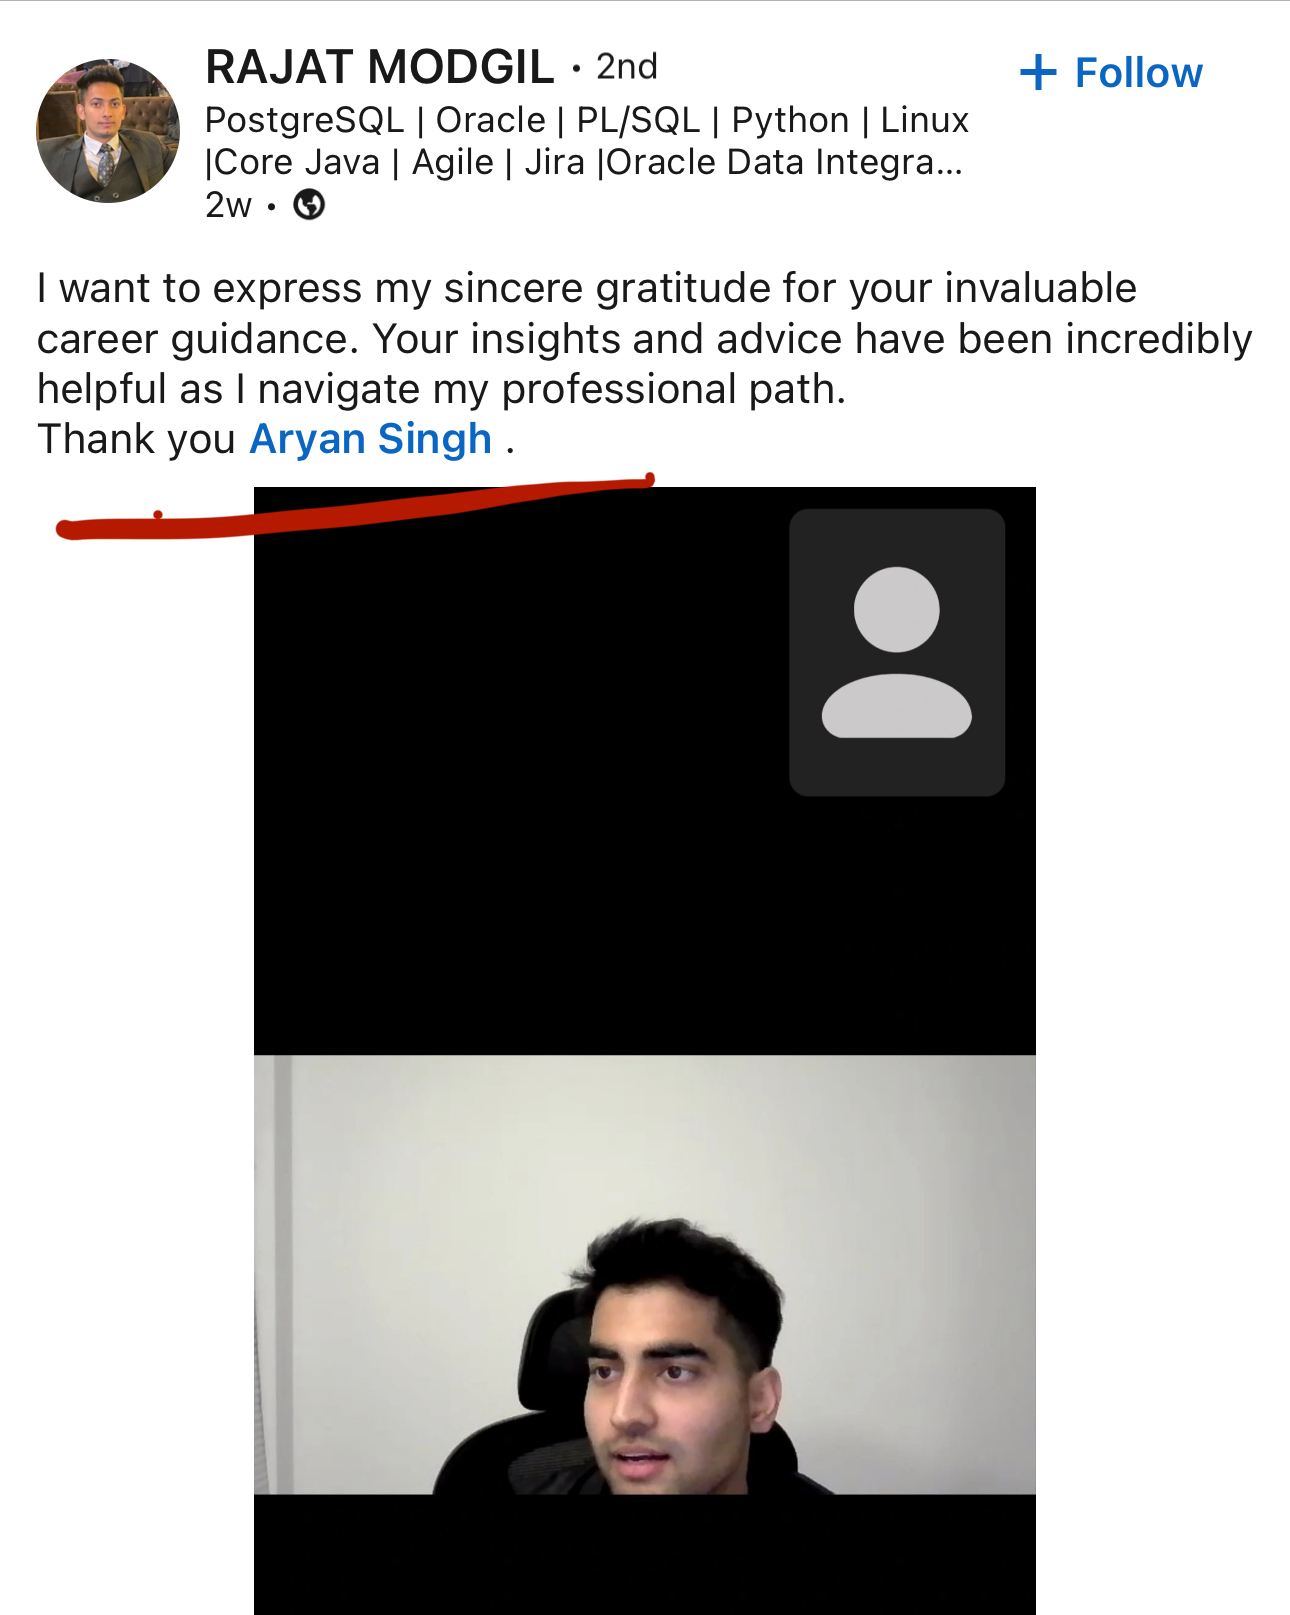 RAJAT MODGIL • 2nd
+ Follow
PostgreSQL | Oracle | PL/SQL | Python | Linux
|Core Java | Agile | Jira |Oracle Data Integra...
2w •
I want to express my sincere gratitude for your invaluable
career guidance. Your insights and advice have been incredibly
helpful as I navigate my professional path.
Thank you Aryan Singh .